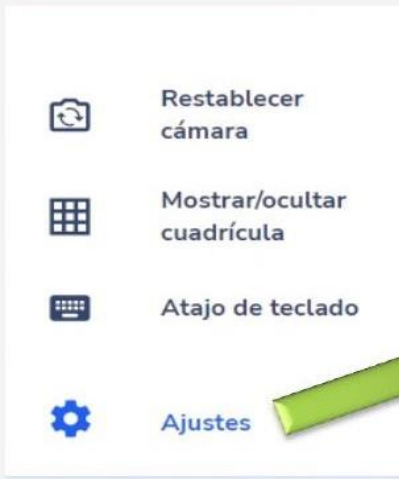 Restablecer
cámara
Mostrar/ocultar
cuadrícula
Atajo de teclado
Ajustes